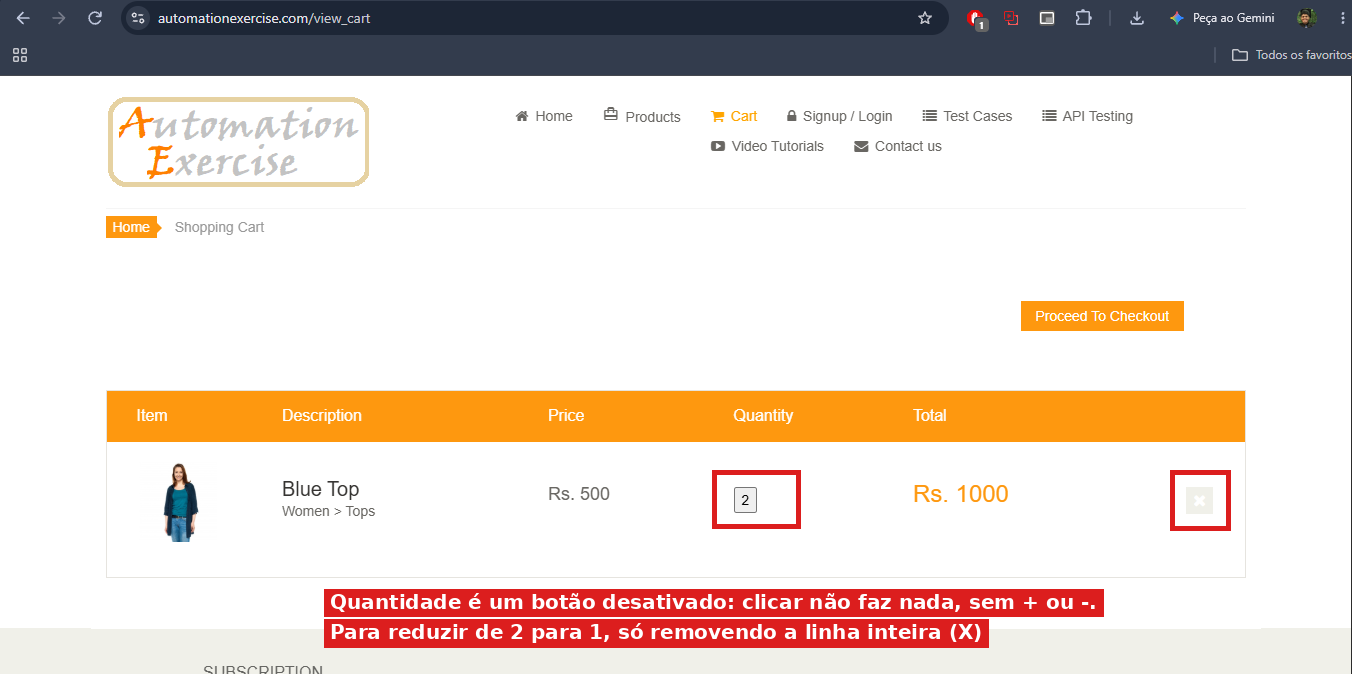 automationexercise.com/view_cart
1
Peça ao Gemini
Todos os favoritos
Automation
Exercise
Home
Products
Cart
Signup / Login
Test Cases
API Testing
Video Tutorials
Contact us
Home
Shopping Cart
Proceed To Checkout
Item Description Price Quantity Total
Blue Top
Women > Tops
Rs. 500
2
Rs. 1000
Quantidade é um botão desativado: clicar não faz nada, sem + ou -.
Para reduzir de 2 para 1, só removendo a linha inteira (X)
SUBSCRIPTION